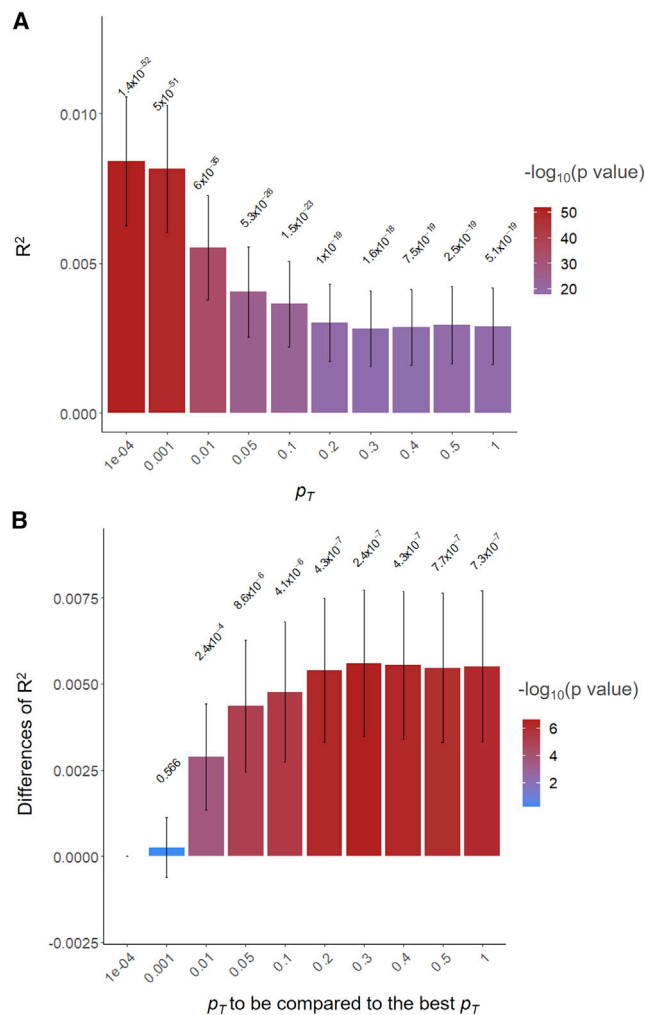 A
1.4x10⁻⁵²
5x10⁻⁵¹
6x10⁻³⁵
5.3x10⁻²⁶
1.5x10⁻²³
1x10⁻¹⁹
1.6x10⁻¹⁸
7.5x10⁻¹⁹
2.5x10⁻¹⁹
5.1x10⁻¹⁹
0.010
0.005
0.000
R²
-log₁₀(p value)
50
40
30
20
1e-04
0.001
0.01
0.05
0.1
0.2
0.3
0.4
0.5
1
p_T
B
0.566
2.4x10⁻⁴
8.6x10⁻⁶
4.1x10⁻⁶
4.3x10⁻⁷
2.4x10⁻⁷
4.3x10⁻⁷
7.7x10⁻⁷
7.3x10⁻⁷
0.0075
0.0050
0.0025
0.0000
-0.0025
Differences of R²
-log₁₀(p value)
6
4
2
1e-04
0.001
0.01
0.05
0.1
0.2
0.3
0.4
0.5
1
p_T to be compared to the best p_T